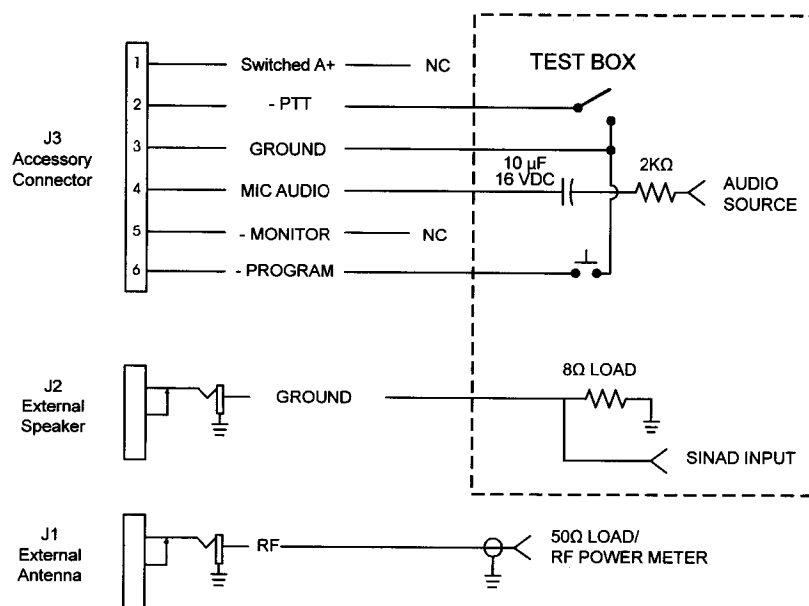 J3
Accessory
Connector
1 Switched A+ NC
2 - PTT
3 GROUND
4 MIC AUDIO
5 - MONITOR NC
6 - PROGRAM
TEST BOX
10 µF
16 VDC
2KΩ
AUDIO
SOURCE
J2
External
Speaker
GROUND
8Ω LOAD
SINAD INPUT
J1
External
Antenna
RF
50Ω LOAD/
RF POWER METER